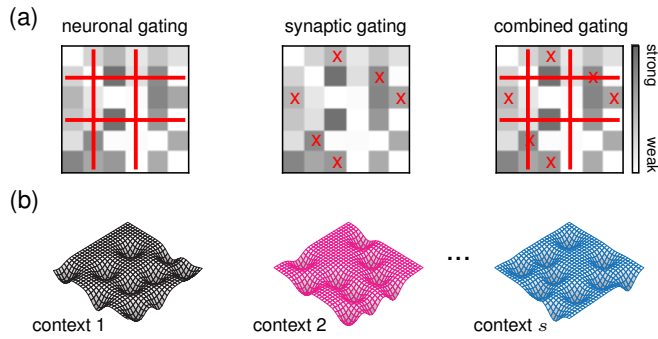 (a)
neuronal gating
synaptic gating
combined gating
x
x
x
x
x
x
x
x
x
x
x
x
strong
weak
(b)
...
context 1
context 2
context s